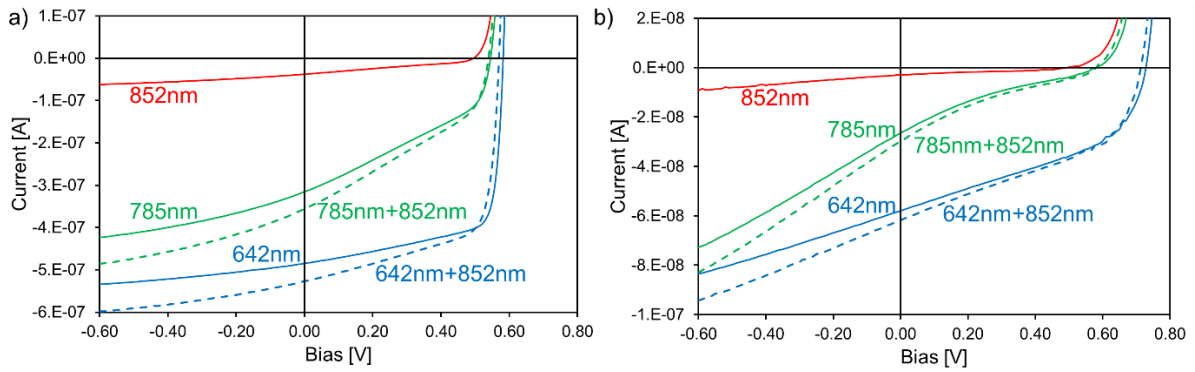 a)
1.E-07
0.E+00
-1.E-07
-2.E-07
-3.E-07
-4.E-07
-5.E-07
-6.E-07
Current [A]
852nm
785nm
785nm+852nm
642nm
642nm+852nm
-0.60 -0.40 -0.20 0.00 0.20 0.40 0.60 0.80
Bias [V]
b)
2.E-08
0.E+00
-2.E-08
-4.E-08
-6.E-08
-8.E-08
-1.E-07
Current [A]
852nm
785nm
785nm+852nm
642nm
642nm+852nm
-0.60 -0.40 -0.20 0.00 0.20 0.40 0.60 0.80
Bias [V]